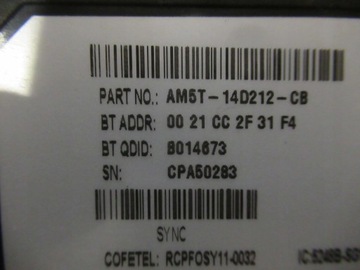 PART NO.: AM5T-14D212-CB
BT ADDR: 00 21 CC 2F 31 F4
BT QDID: B014673
SN: CPA50283
SYNC
COFETEL: RCPFOSY11-0032